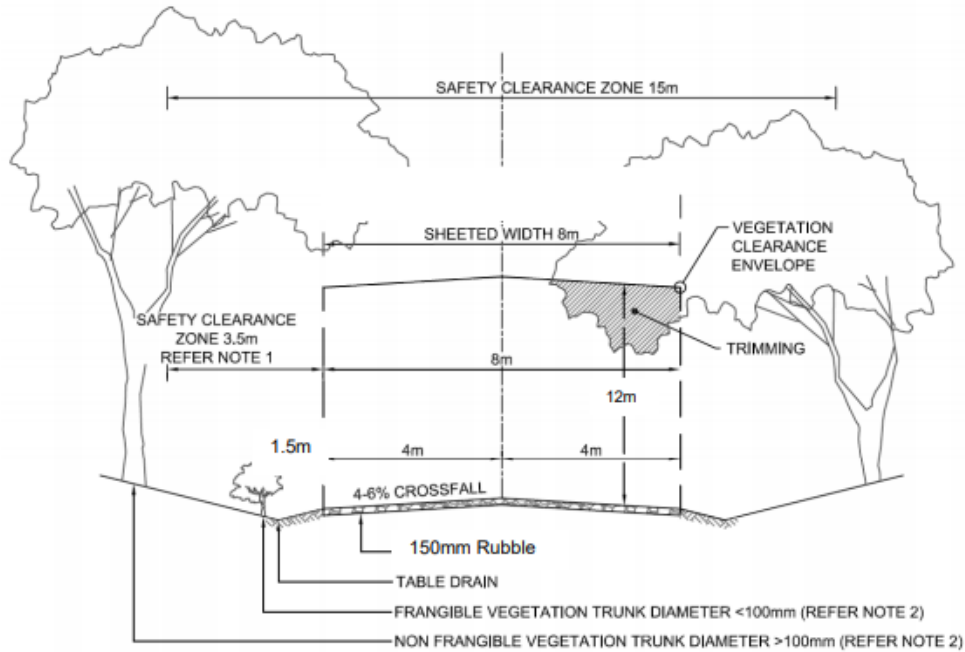 SAFETY CLEARANCE ZONE 15m
SHEETED WIDTH 8m
VEGETATION
CLEARANCE
ENVELOPE
SAFETY CLEARANCE
ZONE 3.5m
REFER NOTE 1
TRIMMING
8m
12m
1.5m
4m
4m
4-6% CROSSFALL
150mm Rubble
TABLE DRAIN
FRANGIBLE VEGETATION TRUNK DIAMETER <100mm (REFER NOTE 2)
NON FRANGIBLE VEGETATION TRUNK DIAMETER >100mm (REFER NOTE 2)